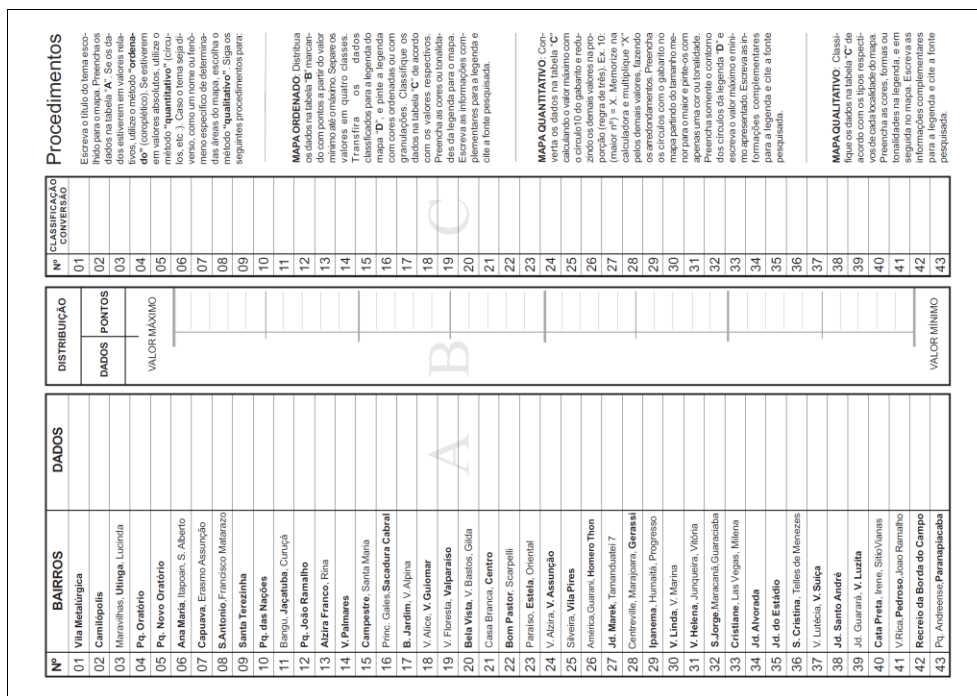 Nº BAIRROS DADOS
01 Vila Metalúrgica
02 Camilópolis
03 Maravilhas, Utinga, Lucinda
04 Pq. Oratório
05 Pq. Novo Oratório
06 Ana Maria, Itapoan, S. Alberto
07 Capuava, Erasmo Assunção
08 S.Antonio,Francisco Matarazo
09 Santa Terezinha
10 Pq. das Nações
11 Bangu, Jaçatuba, Curuçá
12 Pq. João Ramalho
13 Alzira Franco, Rina
14 V. Palmares
15 Campestre, Santa Maria
16 Princ. Gales,Sacadura Cabral
17 B. Jardim, V. Alpina
18 V. Alice, V. Guiomar
19 V. Floresta, Valparaiso
20 Bela Vista, V. Bastos, Gilda
21 Casa Branca, Centro
22 Bom Pastor, Scarpelli
23 Paraíso, Estela, Oriental
24 V. Alzira, V. Assunção
25 Silveira, Vila Pires
26 América,Guarani, Homero Thon
27 Jd. Marek, Tamanduateí 7
28 Centreville, Marajoara, Gerassi
29 Ipanema, Humaitá, Progresso
30 V. Linda, V. Marina
31 V. Helena, Junqueira, Vitória
32 S.Jorge,Maracanã,Guaraciaba
33 Cristiane, Las Vegas, Milena
34 Jd. Alvorada
35 Jd. do Estádio
36 S. Cristina, Telles de Menezes
37 V. Lutécia, V. Suiça
38 Jd. Santo André
39 Jd. Guarará, V. Luzita
40 Cata Preta, Irene, SítioVianas
41 V.Rica,Pedroso,Joao Ramalho
42 Recreio da Borda do Campo
43 Pq. Andreense,Paranapiacaba
A
DISTRIBUIÇÃO
DADOS PONTOS
VALOR MÁXIMO
B
VALOR MÍNIMO
Nº CLASSIFICAÇÃO
CONVERSÃO
01
02
03
04
05
06
07
08
09
10
11
12
13
14
15
16
17
18
19
20
21
22
23
24
25
26
27
28
29
30
31
32
33
34
35
36
37
38
39
40
41
42
43
C
Procedimentos
Escreva o título do tema esco-
lhido para o mapa. Preencha os
dados na tabela "A". Se os da-
dos estiverem em valores rela-
tivos, utilize o método "ordena-
do" (coroplético). Se estiverem
em valores absolutos, utilize o
método "quantitativo" (círcu-
los, etc.). Caso o tema seja di-
verso, como um nome ou fenô-
meno específico de determina-
das áreas do mapa, escolha o
método "qualitativo". Siga os
seguintes procedimentos para:
MAPA ORDENADO: Distribua
os dados na tabela "B" marcan-
do com pontos a partir do valor
mínimo até o máximo. Separe os
valores em quatro classes.
Transfira os dados
classificados para a legenda do
mapa "D" e pinte a legenda
com cores ordenadas ou com
granulações. Classifique os
dados na tabela "C" de acordo
com os valores respectivos.
Preencha as cores ou tonalida-
des da legenda para o mapa.
Escreva as informações com-
plementares para a legenda e
cite a fonte pesquisada.
MAPA QUANTITATIVO: Con-
verta os dados na tabela "C"
calculando o valor máximo com
o círculo10 do gabarito e redu-
zindo os demais valores na pro-
porção (regra de três). Ex. 10:
(maior nº) = X. Memorize na
calculadora e multiplique "X"
pelos demais valores, fazendo
os arredondamentos. Preencha
os círculos com o gabarito no
mapa partindo do tamanho me-
nor para o maior e pinte-os com
apenas uma cor ou tonalidade.
Preencha somente o contorno
dos círculos da legenda "D" e
escreva o valor máximo e míni-
mo apresentado. Escreva as in-
formações complementares
para a legenda e cite a fonte
pesquisada.
MAPA QUALITATIVO: Classi-
fique os dados na tabela "C" de
acordo com os tipos respecti-
vos de cada localidade do mapa.
Preencha as cores, formas ou
tonalidades na legenda, e em
seguida no mapa. Escreva as
informações complementares
para a legenda e cite a fonte
pesquisada.